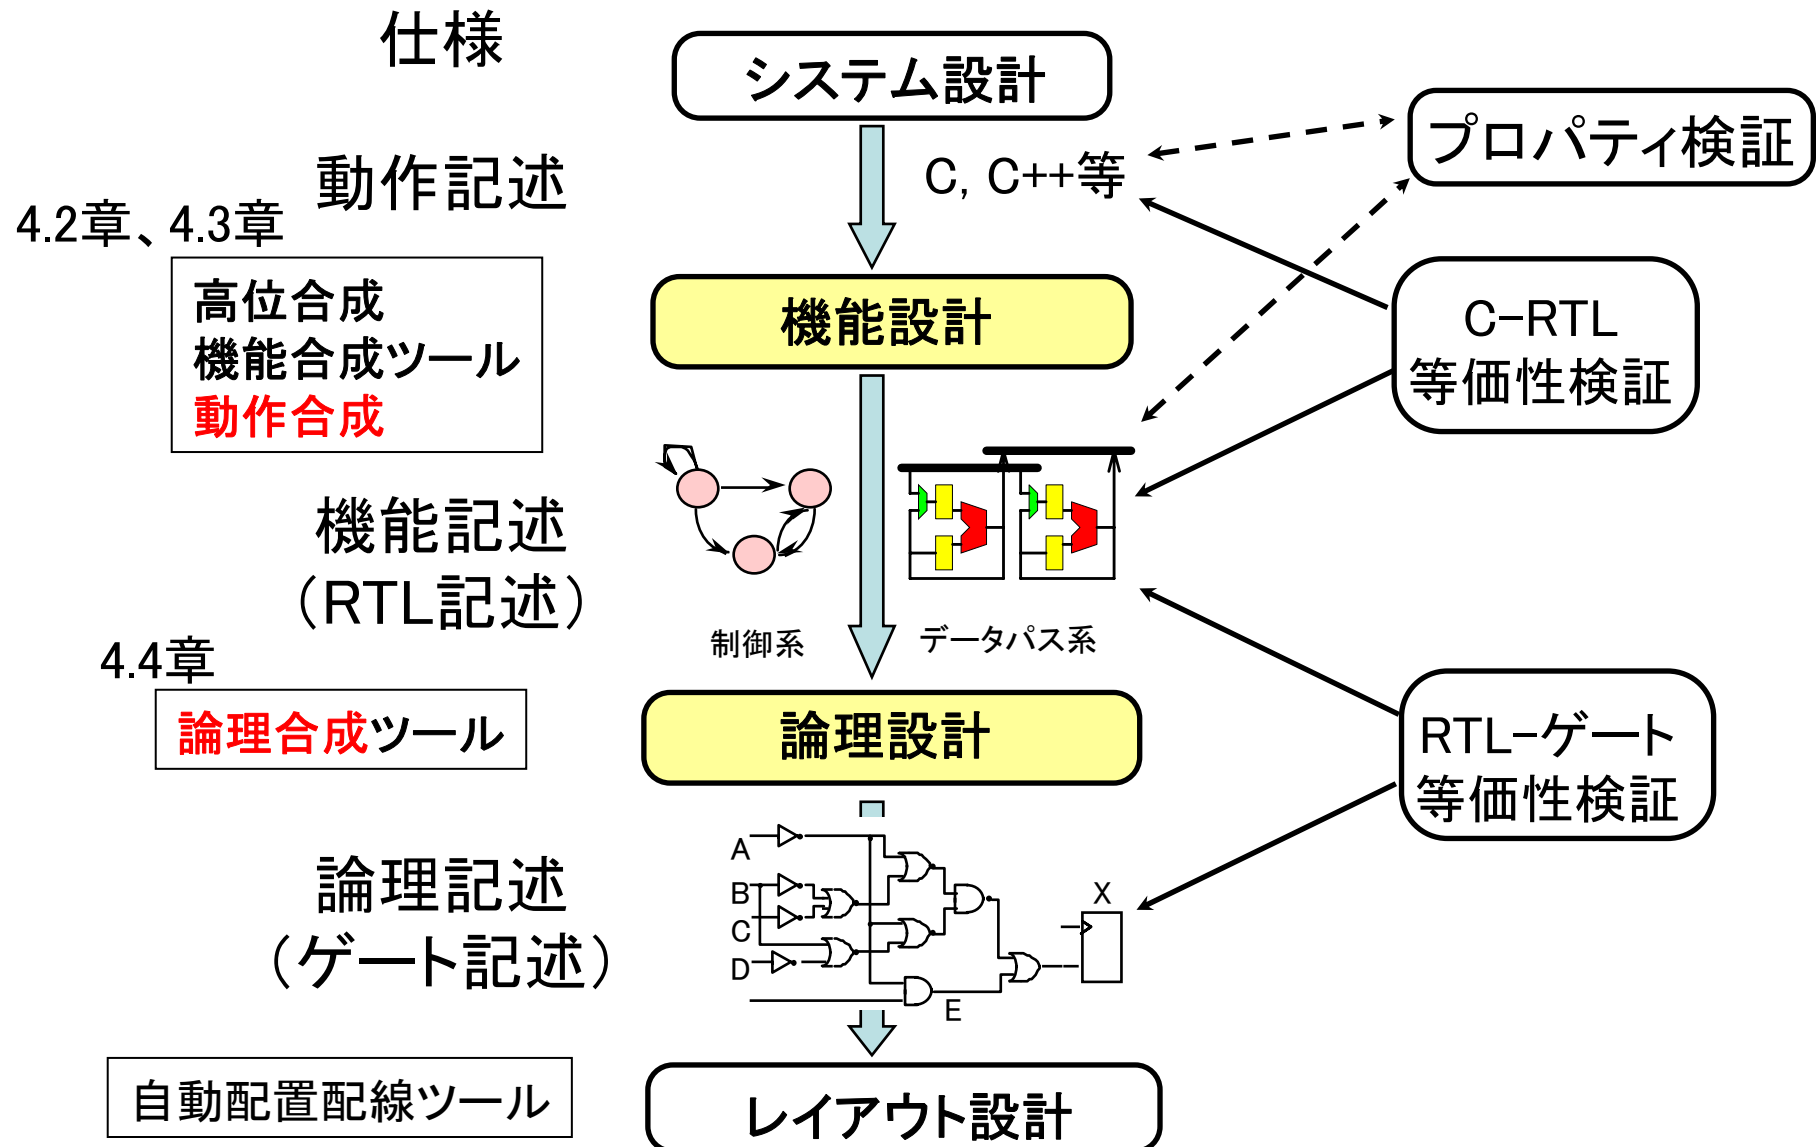 仕様
システム設計
プロパティ検証
動作記述
C, C++等
4.2章、4.3章
高位合成
機能合成ツール
動作合成
機能設計
C-RTL
等価性検証
機能記述
（RTL記述）
制御系
データパス系
4.4章
論理合成ツール
論理設計
RTL-ゲート
等価性検証
論理記述
（ゲート記述）
A
B
C
D
E
X
自動配置配線ツール
レイアウト設計